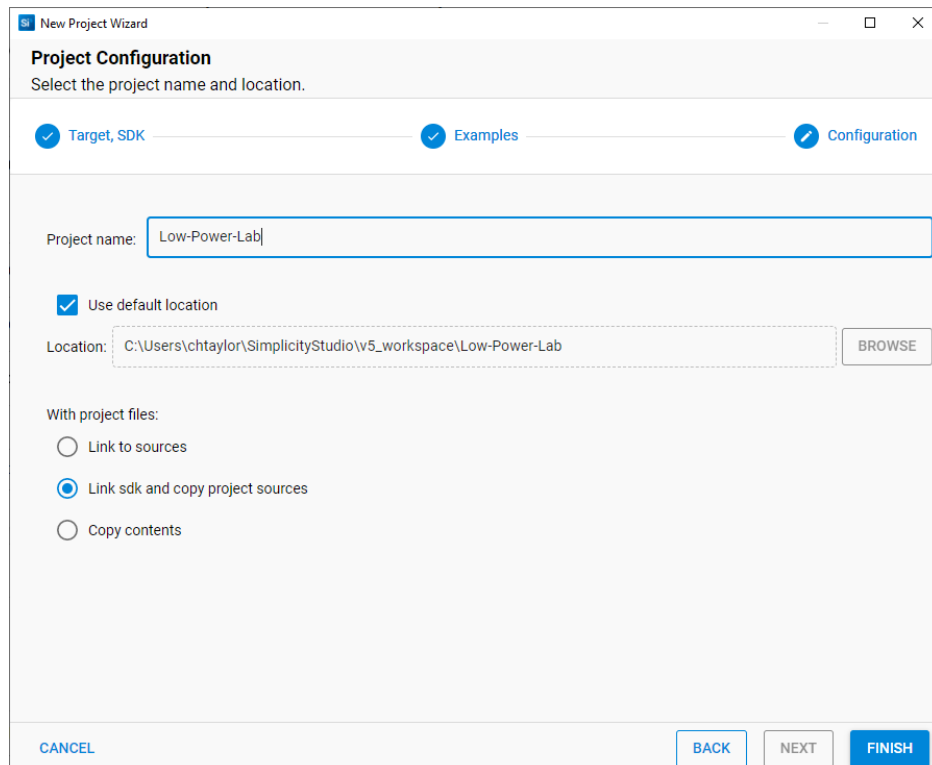 Si New Project Wizard
Project Configuration
Select the project name and location.
Target, SDK Examples Configuration
Project name: Low-Power-Lab
Use default location
Location: C:\Users\chtaylor\SimplicityStudio\v5_workspace\Low-Power-Lab BROWSE
With project files:
Link to sources
Link sdk and copy project sources
Copy contents
CANCEL BACK NEXT FINISH